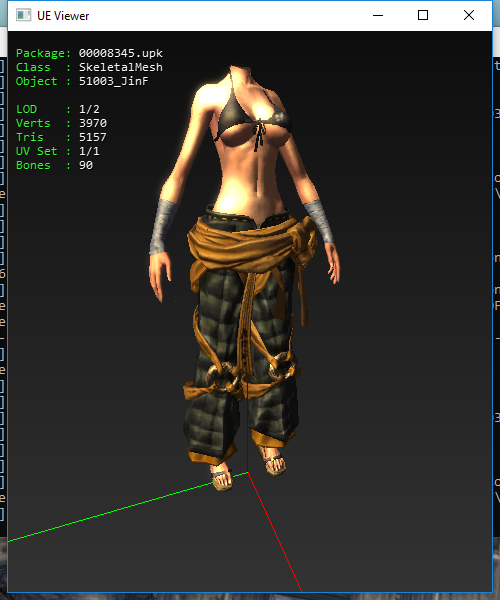 UE Viewer
Package: 00008345.upk
Class  : SkeletalMesh
Object : 51003_JinF
LOD    : 1/2
Verts  : 3970
Tris   : 5157
UV Set : 1/1
Bones  : 90